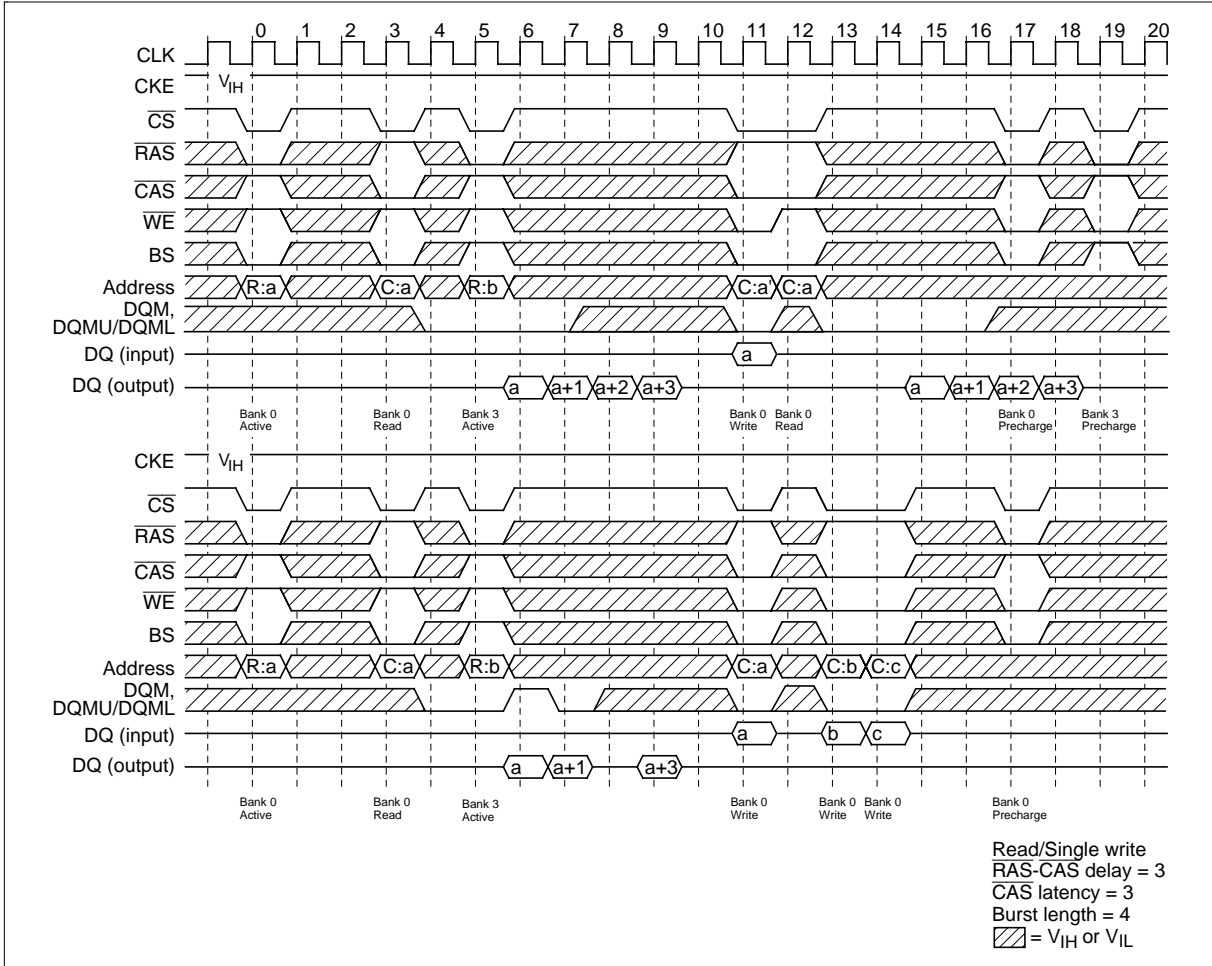 0 1 2 3 4 5 6 7 8 9 10 11 12 13 14 15 16 17 18 19 20
CLK
CKE VIH
CS
RAS
CAS
WE
BS
Address R:a C:a R:b C:a' C:a
DQM,
DQMU/DQML
DQ (input) a
DQ (output) a a+1 a+2 a+3 a a+1 a+2 a+3
Bank 0 Bank 0 Bank 3 Bank 0 Bank 0 Bank 0 Bank 3
Active Read Active Write Read Precharge Precharge
CKE VIH
CS
RAS
CAS
WE
BS
Address R:a C:a R:b C:a C:b C:c
DQM,
DQMU/DQML
DQ (input) a b c
DQ (output) a a+1 a+3
Bank 0 Bank 0 Bank 3 Bank 0 Bank 0 Bank 0 Bank 0
Active Read Active Write Write Write Precharge
Read/Single write
RAS-CAS delay = 3
CAS latency = 3
Burst length = 4
= VIH or VIL